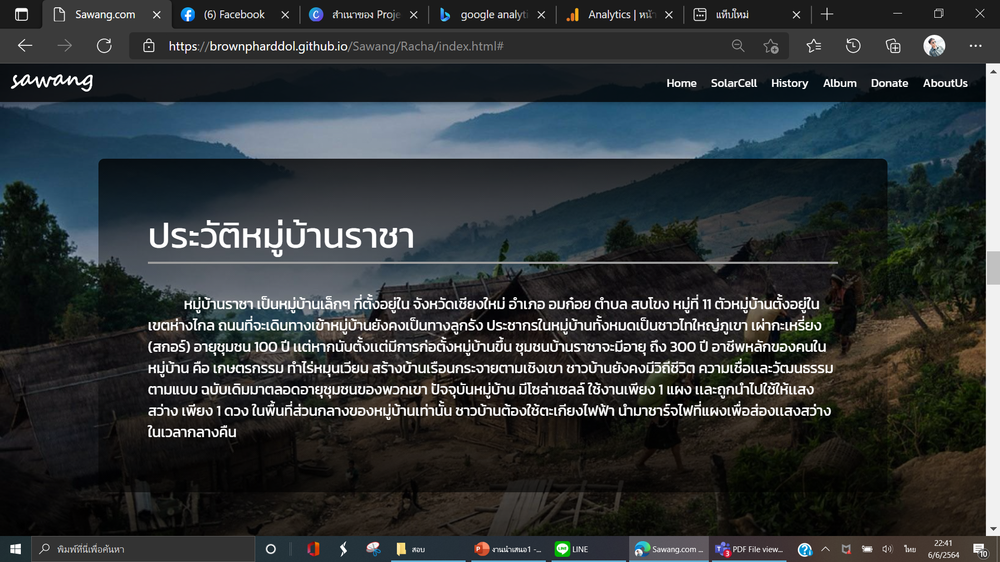 Sawang.com
(6) Facebook
สำเนาของ Proje
google analyti
Analytics | หน้า
แท็บใหม่
https://brownpharddol.github.io/Sawang/Racha/index.html#
sawang
Home SolarCell History Album Donate AboutUs
ประวัติหมู่บ้านราชา
หมู่บ้านราชา เป็นหมู่บ้านเล็กๆ ที่ตั้งอยู่ใน จังหวัดเชียงใหม่ อำเภอ อมก๋อย ตำบล สบโขง หมู่ที่ 11 ตัวหมู่บ้านตั้งอยู่ใน
เขตห่างไกล ถนนที่จะเดินทางเข้าหมู่บ้านยังคงเป็นทางลูกรัง ประชากรในหมู่บ้านทั้งหมดเป็นชาวไทใหญ่ภูเขา เผ่ากะเหรี่ยง
(สกอร์) อายุชุมชน 100 ปี แต่หากนับตั้งแต่มีการก่อตั้งหมู่บ้านขึ้น ชุมชนบ้านราชาจะมีอายุ ถึง 300 ปี อาชีพหลักของคนใน
หมู่บ้าน คือ เกษตรกรรม ทำไร่หมุนเวียน สร้างบ้านเรือนกระจายตามเชิงเขา ชาวบ้านยังคงมีวิถีชีวิต ความเชื่อและวัฒนธรรม
ตามแบบ ฉบับเดิมมาตลอดอายุชุมชนของพวกเขา ปัจจุบันหมู่บ้าน มีโซล่าเซลล์ ใช้งานเพียง 1 แผง และถูกนำไปใช้ให้แสง
สว่าง เพียง 1 ดวง ในพื้นที่ส่วนกลางของหมู่บ้านเท่านั้น ชาวบ้านต้องใช้ตะเกียงไฟฟ้า นำมาชาร์จไฟที่แผงเพื่อส่องแสงสว่าง
ในเวลากลางคืน
พิมพ์ที่นี่เพื่อค้นหา
สอบ
งานนำเสนอ1 -...
LINE
Sawang.com ...
3
PDF File view...
ไทย
22:41
6/6/2564
10